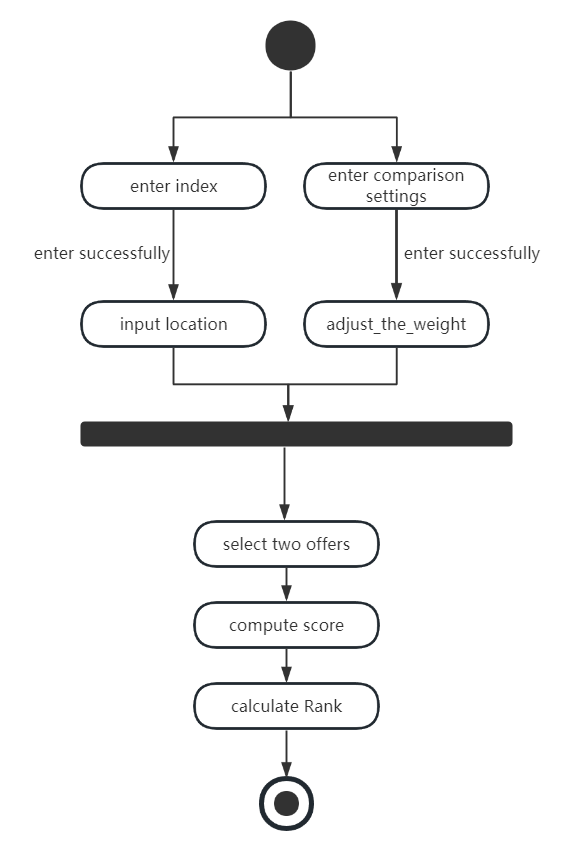 enter index
enter comparison
settings
enter successfully
enter successfully
input location
adjust_the_weight
select two offers
compute score
calculate Rank